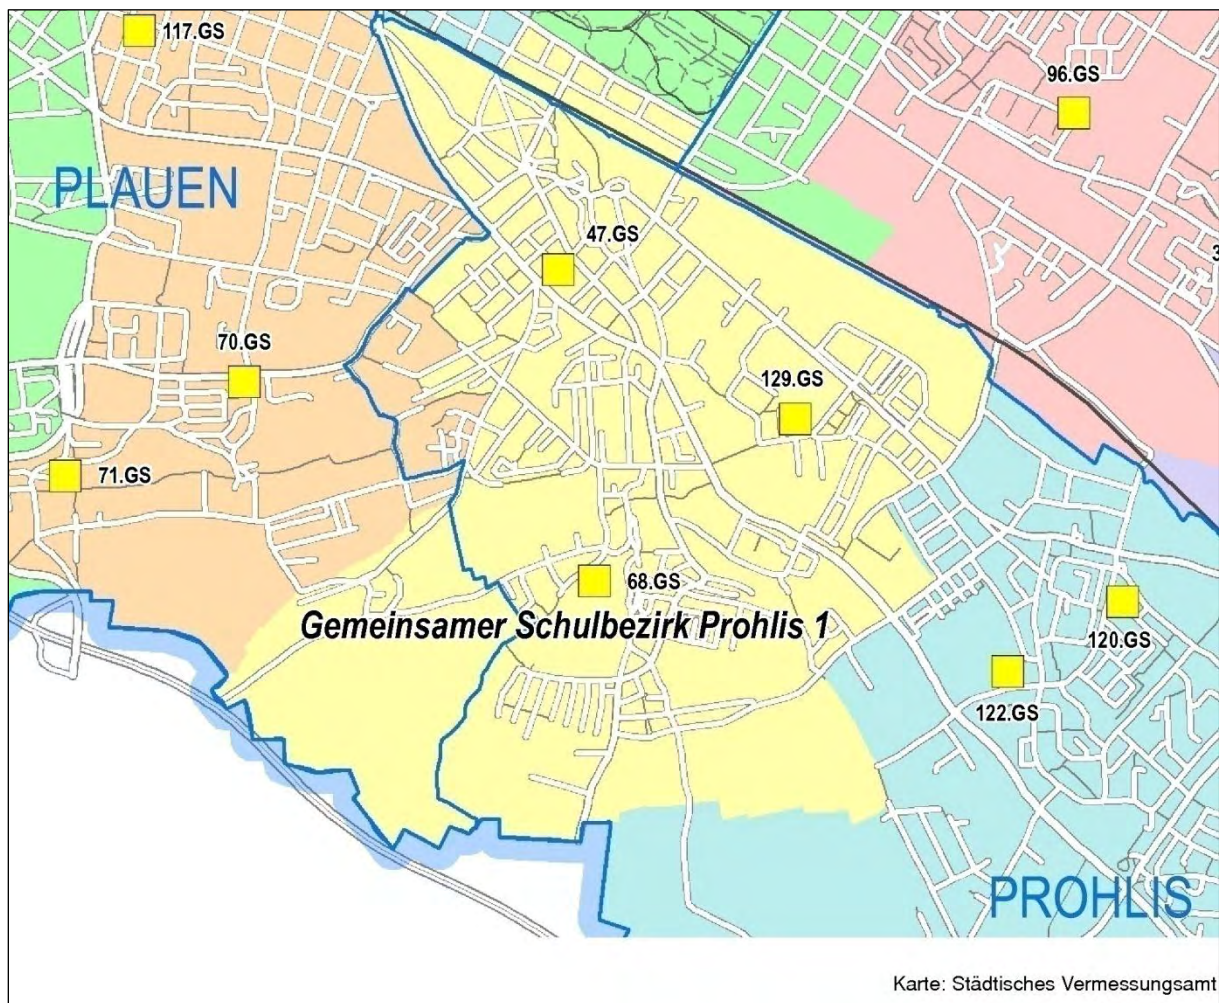 117.GS
96.GS
PLAUEN
47.GS
3
70.GS
129.GS
71.GS
68.GS
Gemeinsamer Schulbezirk Prohlis 1
120.GS
122.GS
PROHLIS
Karte: Städtisches Vermessungsamt